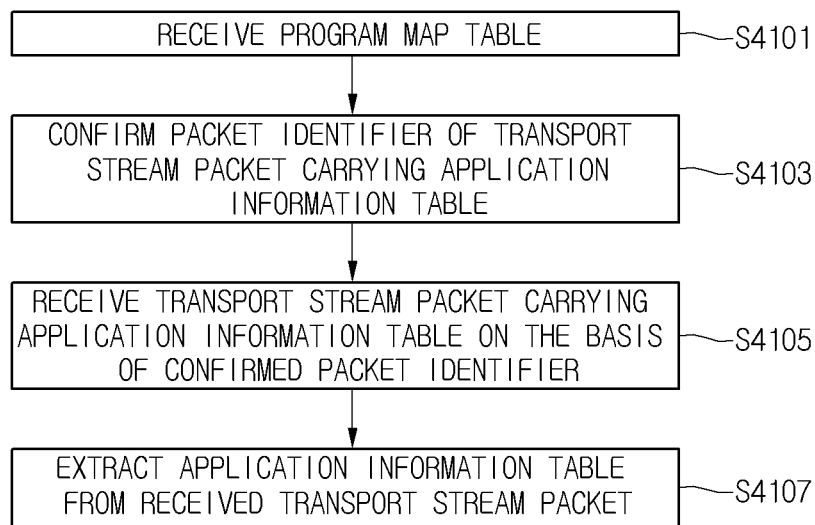 RECEIVE PROGRAM MAP TABLE
S4101
CONFIRM PACKET IDENTIFIER OF TRANSPORT
STREAM PACKET CARRYING APPLICATION
INFORMATION TABLE
S4103
RECEIVE TRANSPORT STREAM PACKET CARRYING
APPLICATION INFORMATION TABLE ON THE BASIS
OF CONFIRMED PACKET IDENTIFIER
S4105
EXTRACT APPLICATION INFORMATION TABLE
FROM RECEIVED TRANSPORT STREAM PACKET
S4107